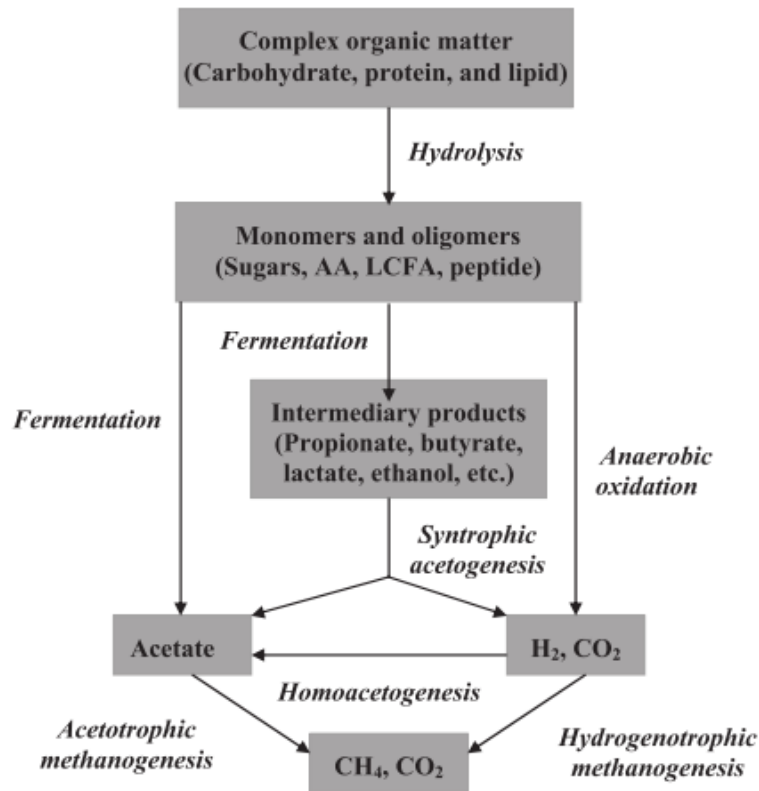 Complex organic matter
(Carbohydrate, protein, and lipid)
Hydrolysis
Monomers and oligomers
(Sugars, AA, LCFA, peptide)
Fermentation
Fermentation
Intermediary products
(Propionate, butyrate,
lactate, ethanol, etc.)
Anaerobic
oxidation
Syntrophic
acetogenesis
Acetate
H₂, CO₂
Homoacetogenesis
Acetotrophic
methanogenesis
CH₄, CO₂
Hydrogenotrophic
methanogenesis